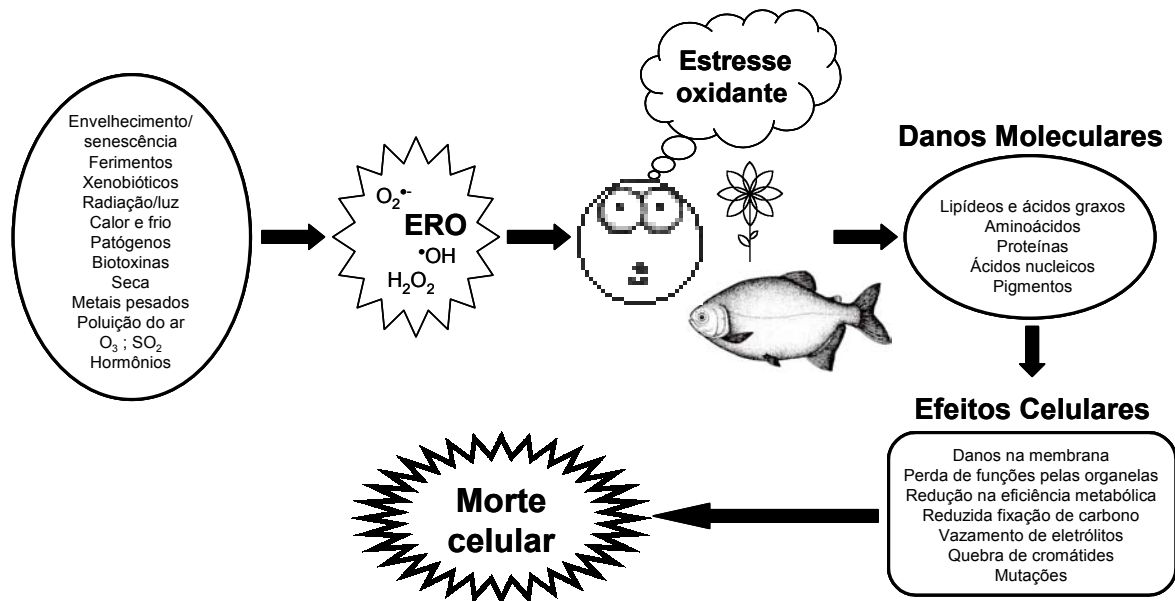 Envelhecimento/
senescência
Ferimentos
Xenobióticos
Radiação/luz
Calor e frio
Patógenos
Biotoxinas
Seca
Metais pesados
Poluição do ar
O₃ ; SO₂
Hormônios
O₂•-
ERO
•OH
H₂O₂
Estresse
oxidante
Danos Moleculares
Lipídeos e ácidos graxos
Aminoácidos
Proteínas
Ácidos nucleicos
Pigmentos
Efeitos Celulares
Danos na membrana
Perda de funções pelas organelas
Redução na eficiência metabólica
Reduzida fixação de carbono
Vazamento de eletrólitos
Quebra de cromátides
Mutações
Morte
celular